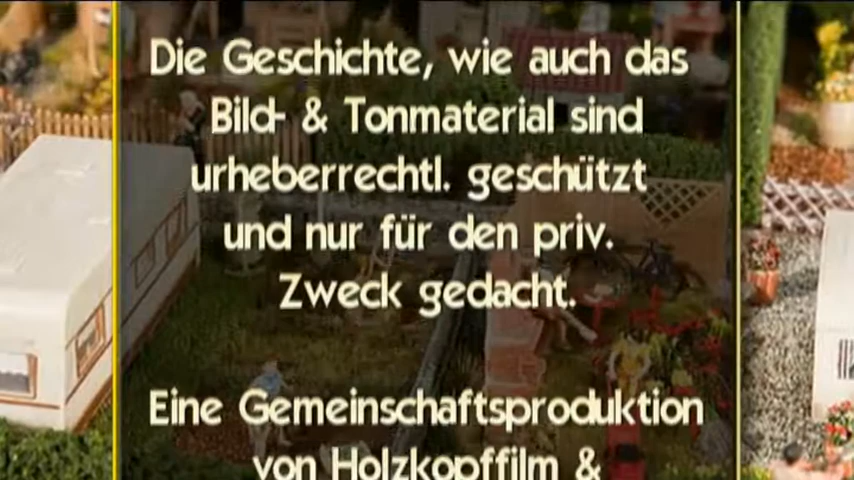 Die Geschichte, wie auch das
Bild- & Tonmaterial sind
urheberrechtl. geschützt
und nur für den priv.
Zweck gedacht.
Eine Gemeinschaftsproduktion
von Holzkopffilm &